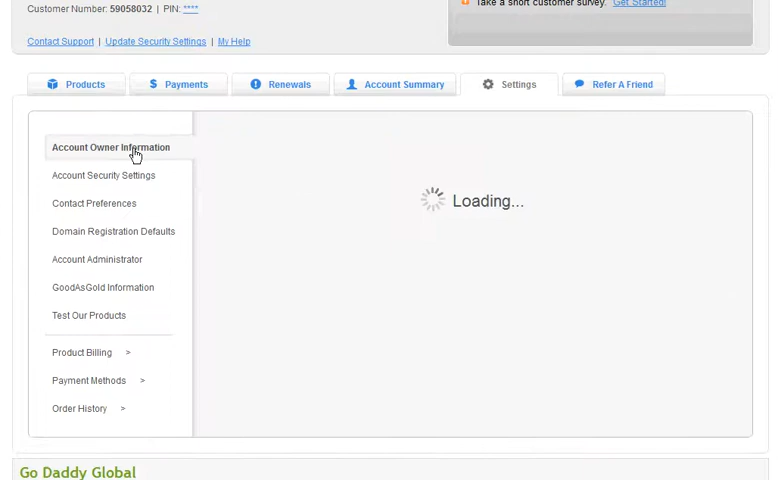 Customer Number: 59058032 | PIN: ****
Take a short customer survey. Get Started!
Contact Support | Update Security Settings | My Help
Products Payments Renewals Account Summary Settings Refer A Friend
Account Owner Information
Loading...
Account Security Settings
Contact Preferences
Domain Registration Defaults
Account Administrator
GoodAsGold Information
Test Our Products
Product Billing >
Payment Methods >
Order History >
Go Daddy Global